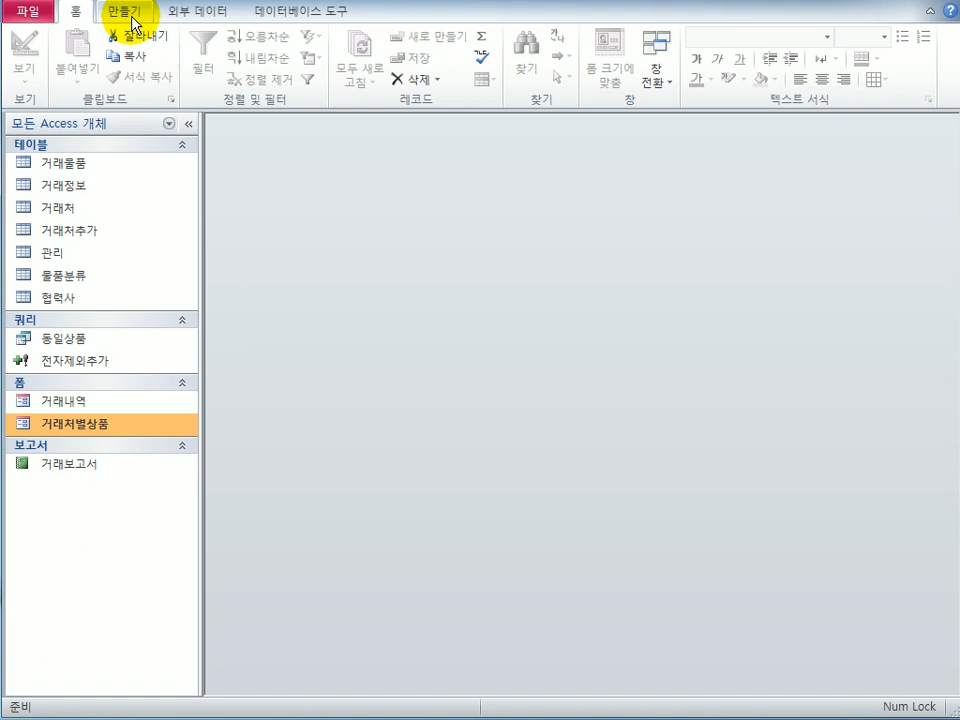 파일 홈 만들기 외부 데이터 데이터베이스 도구
잘라내기 오름차순 새로 만들기
복사 내림차순 저장
보기 붙여넣기 서식 복사 필터 정렬 제거 모두 새로 고침 삭제 찾기 폼 크기에 맞춤 창 전환 가 가 가 가
보기 클립보드 정렬 및 필터 레코드 찾기 창 텍스트 서식
모든 Access 개체
테이블
거래물품
거래정보
거래처
거래처추가
관리
물품분류
협력사
쿼리
동일상품
전자제외추가
폼
거래내역
거래처별상품
보고서
거래보고서
준비 Num Lock